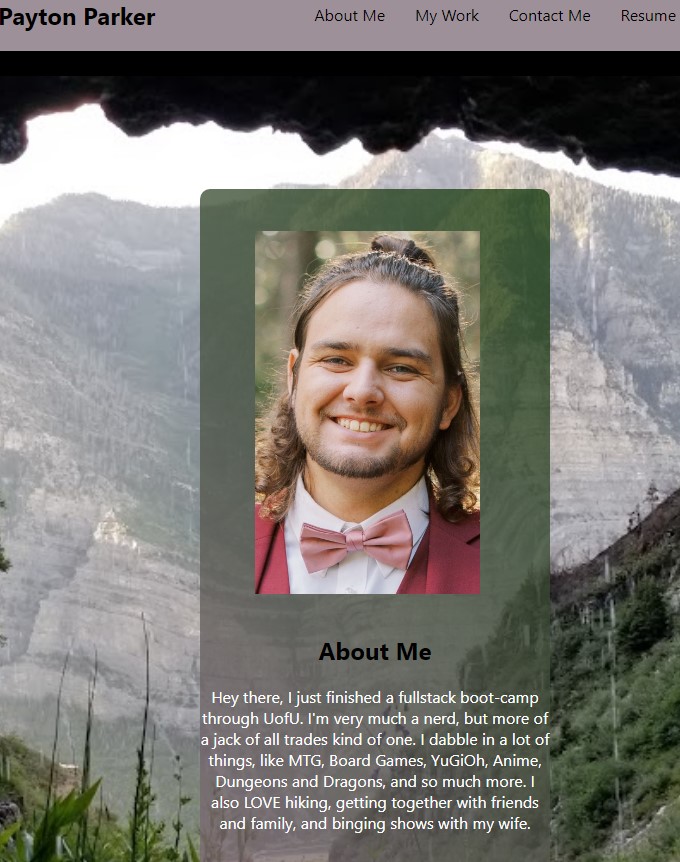 Payton Parker
About Me
My Work
Contact Me
Resume
About Me
Hey there, I just finished a fullstack boot-camp
through UofU. I'm very much a nerd, but more of
a jack of all trades kind of one. I dabble in a lot of
things, like MTG, Board Games, YuGiOh, Anime,
Dungeons and Dragons, and so much more. I
also LOVE hiking, getting together with friends
and family, and binging shows with my wife.